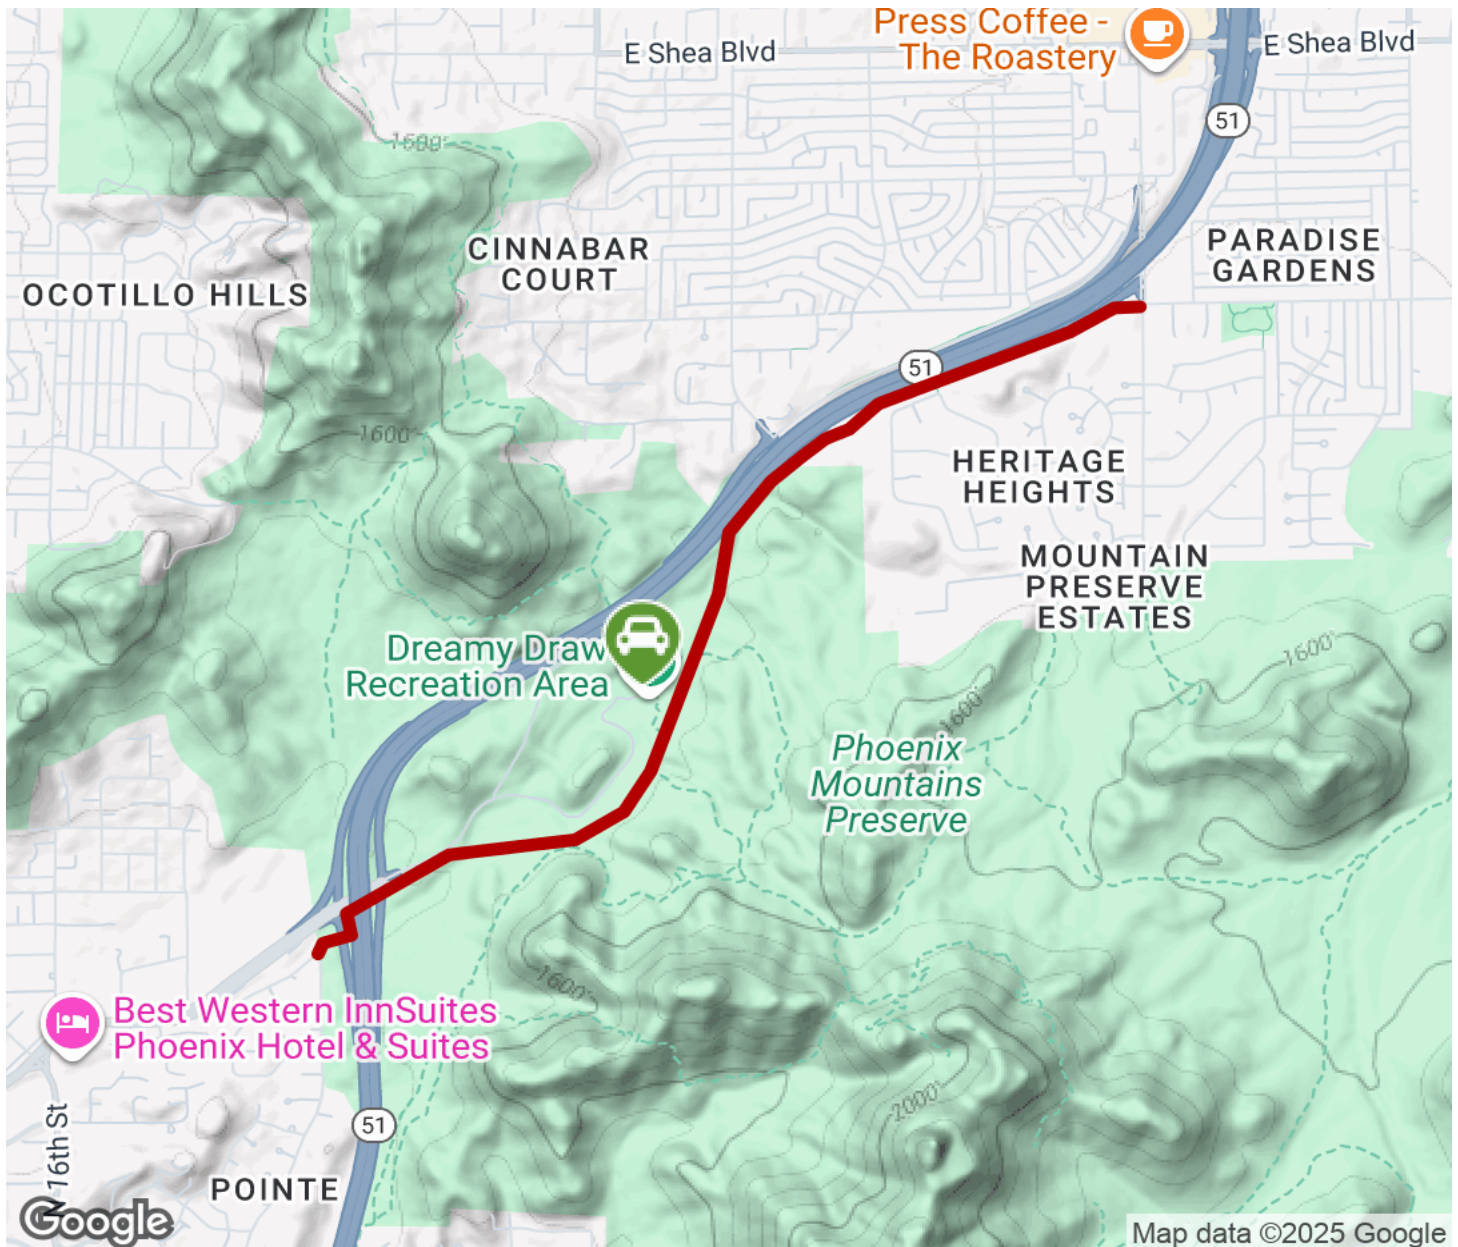 Press Coffee -
The Roastery
E Shea Blvd
E Shea Blvd
51
1600'
CINNABAR
COURT
PARADISE
GARDENS
OCOTILLO HILLS
51
1600'
HERITAGE
HEIGHTS
MOUNTAIN
PRESERVE
ESTATES
Dreamy Draw
Recreation Area
1600'
1600'
Phoenix
Mountains
Preserve
1600'
Best Western InnSuites
Phoenix Hotel & Suites
2000'
51
N 16th St
POINTE
Google
Map data ©2025 Google